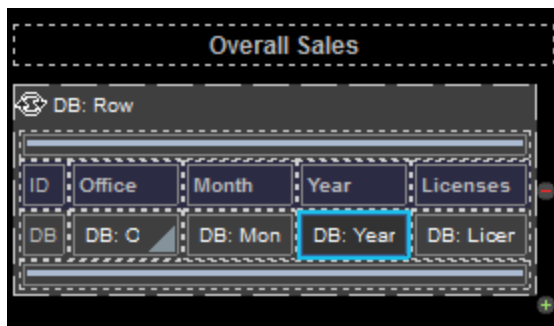 Overall Sales
DB: Row
ID Office Month Year Licenses
DB DB: O DB: Mon DB: Year DB: Licer